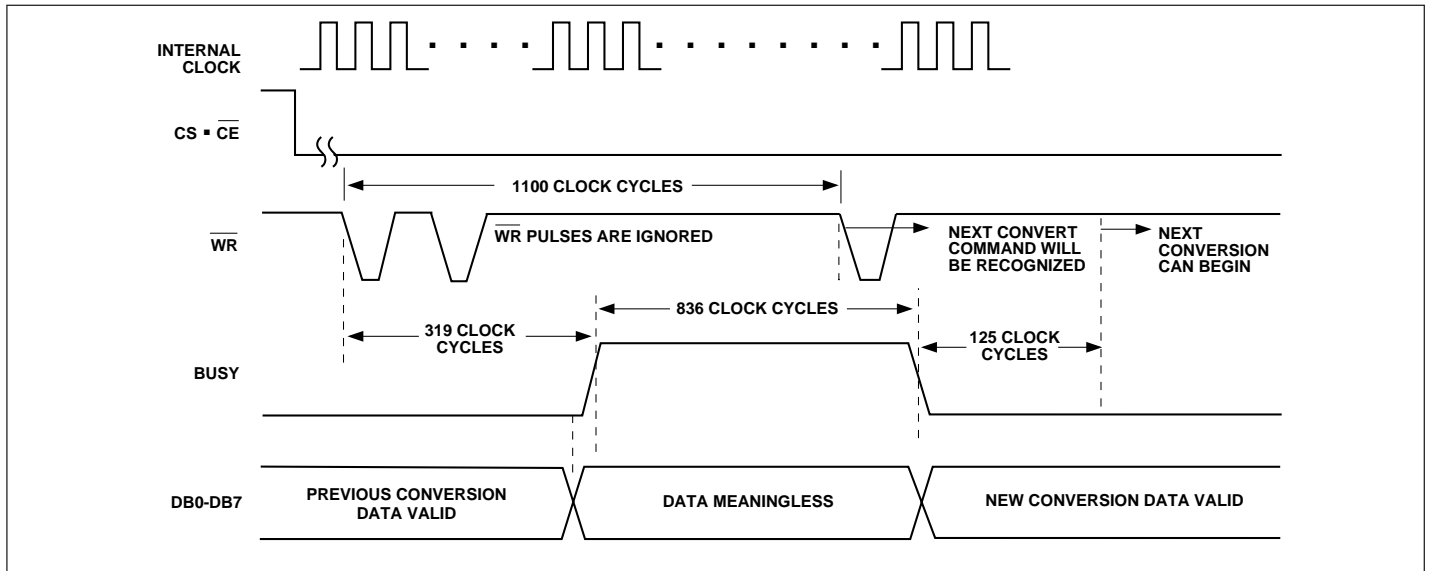 INTERNAL
CLOCK
CS ▪ CE
1100 CLOCK CYCLES
WR
WR PULSES ARE IGNORED
NEXT CONVERT
COMMAND WILL
BE RECOGNIZED
NEXT
CONVERSION
CAN BEGIN
836 CLOCK CYCLES
319 CLOCK
CYCLES
125 CLOCK
CYCLES
BUSY
DB0-DB7
PREVIOUS CONVERSION
DATA VALID
DATA MEANINGLESS
NEW CONVERSION DATA VALID